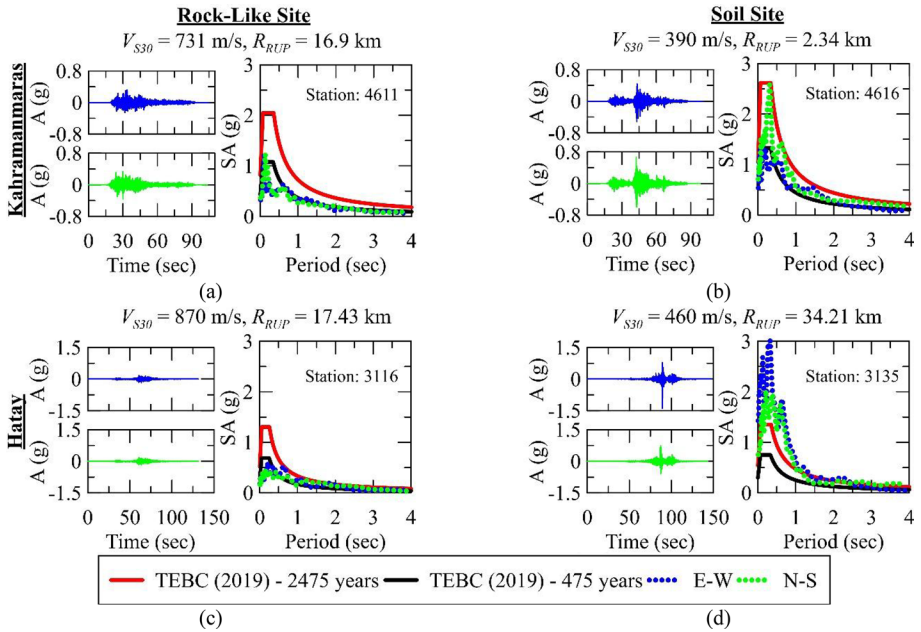 Rock-Like Site
Soil Site
Kahramanmaras
V_S30 = 731 m/s, R_RUP = 16.9 km
0.8
A (g)
-0.8
0.8
A (g)
-0.8
0 30 60 90
Time (sec)
3
2
1
0
SA (g)
Station: 4611
0 1 2 3 4
Period (sec)
(a)
V_S30 = 390 m/s, R_RUP = 2.34 km
0.8
A (g)
-0.8
0.8
A (g)
-0.8
0 30 60 90
Time (sec)
3
2
1
0
SA (g)
Station: 4616
0 1 2 3 4
Period (sec)
(b)
Hatay
V_S30 = 870 m/s, R_RUP = 17.43 km
1.5
A (g)
0
-1.5
1.5
A (g)
0
-1.5
0 50 100 150
Time (sec)
3
2
1
0
SA (g)
Station: 3116
0 1 2 3 4
Period (sec)
V_S30 = 460 m/s, R_RUP = 34.21 km
1.5
A (g)
0
-1.5
1.5
A (g)
0
-1.5
0 50 100 150
Time (sec)
3
2
1
0
SA (g)
Station: 3135
0 1 2 3 4
Period (sec)
TEBC (2019) - 2475 years TEBC (2019) - 475 years E-W N-S
(c)
(d)